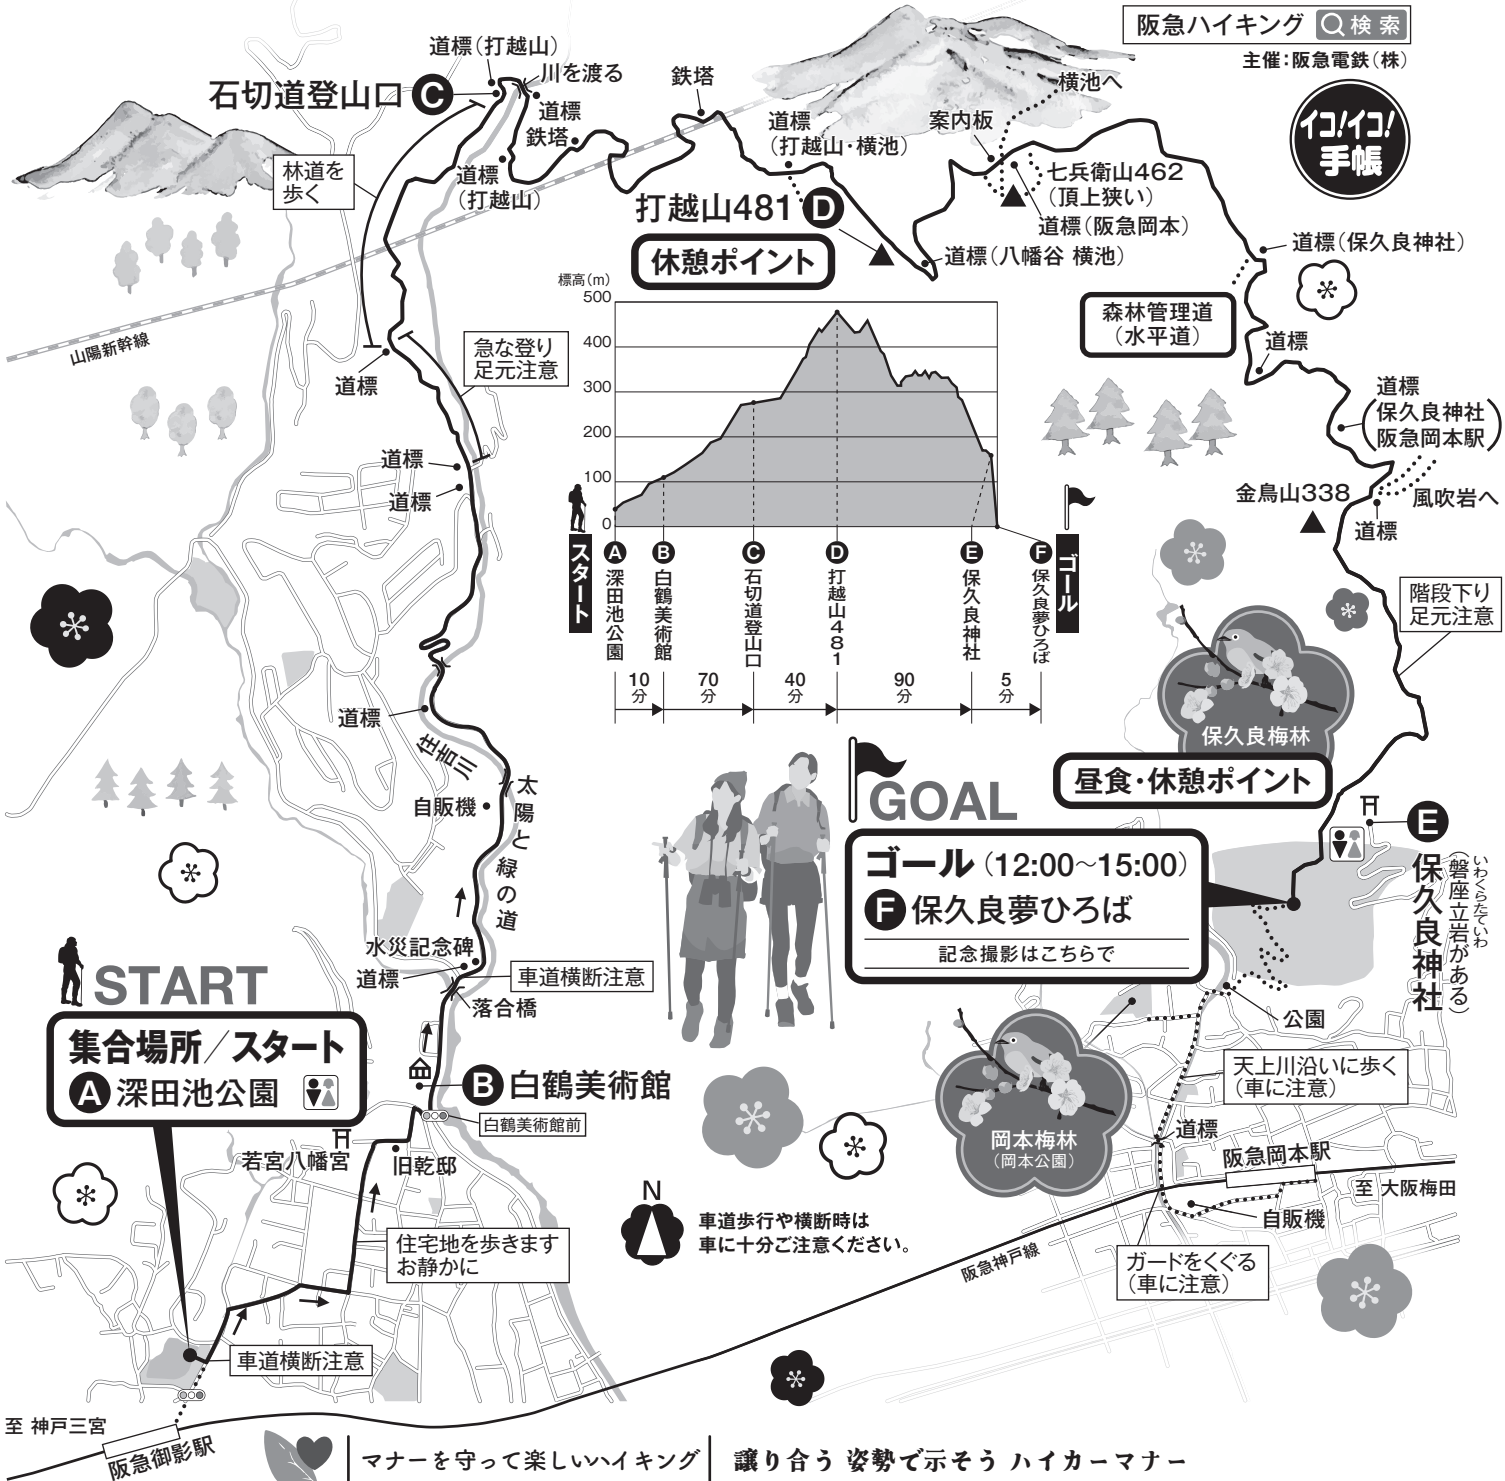 阪急ハイキング 検索
主催:阪急電鉄(株)
イコ!イコ!
手帳
道標(打越山)
石切道登山口 C
川を渡る
道標
鉄塔
道標
(打越山)
林道を
歩く
鉄塔
道標
(打越山・横池)
横池へ
案内板
七兵衛山462
(頂上狭い)
道標(阪急岡本)
打越山481 D
休憩ポイント
道標(八幡谷 横池)
道標(保久良神社)
森林管理道
(水平道)
道標
道標
(保久良神社
阪急岡本駅)
金鳥山338
風吹岩へ
道標
階段下り
足元注意
山陽新幹線
道標
急な登り
足元注意
道標
道標
標高(m)
500
400
300
200
100
0
スタート
A 深田池公園
B 白鶴美術館
C 石切道登山口
D 打越山481
E 保久良神社
F 保久良夢ひろば
ゴール
10分
70分
40分
90分
5分
道標
住吉川
自販機
太陽と緑の道
水災記念碑
道標
車道横断注意
落合橋
保久良梅林
昼食・休憩ポイント
E 保久良神社
(磐座立岩がある)
いわくらたていわ
GOAL
ゴール(12:00〜15:00)
F 保久良夢ひろば
記念撮影はこちらで
START
集合場所/スタート
A 深田池公園
B 白鶴美術館
白鶴美術館前
若宮八幡宮
旧乾邸
住宅地を歩きます
お静かに
車道横断注意
至 神戸三宮
阪急御影駅
公園
天上川沿いに歩く
(車に注意)
岡本梅林
(岡本公園)
道標
阪急岡本駅
至 大阪梅田
自販機
ガードをくぐる
(車に注意)
阪急神戸線
N
車道歩行や横断時は
車に十分ご注意ください。
マナーを守って楽しいハイキング
譲り合う 姿勢で示そう ハイカーマナー